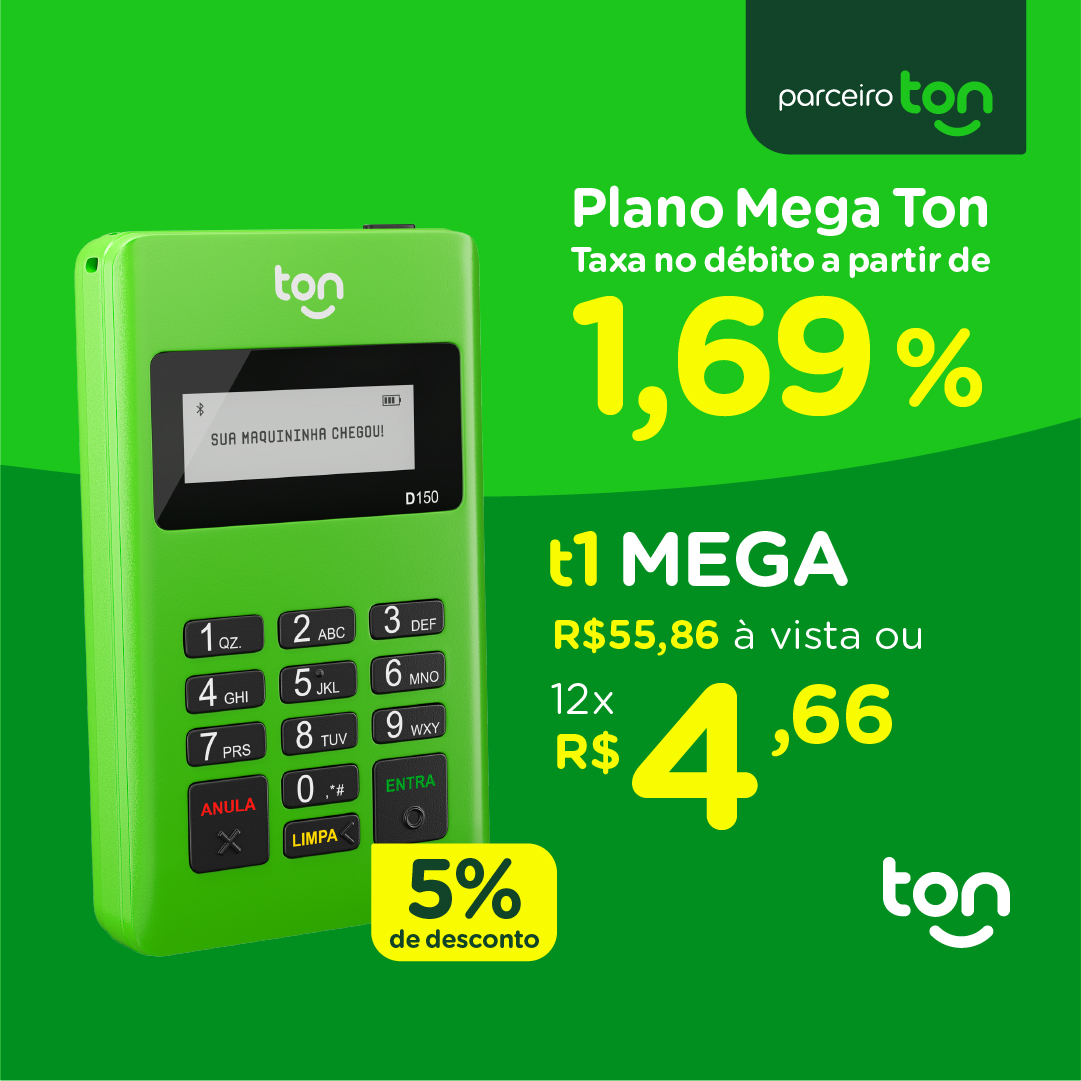 parceiro ton
Plano Mega Ton
Taxa no débito a partir de
1,69 %
ton
SUA MAQUININHA CHEGOU!
D150
1 QZ. 2 ABC 3 DEF
4 GHI 5 JKL 6 MNO
7 PRS 8 TUV 9 WXY
ANULA 0 ,*# ENTRA
LIMPA
5%
de desconto
t1 MEGA
R$55,86 à vista ou
12x
R$ 4,66
ton